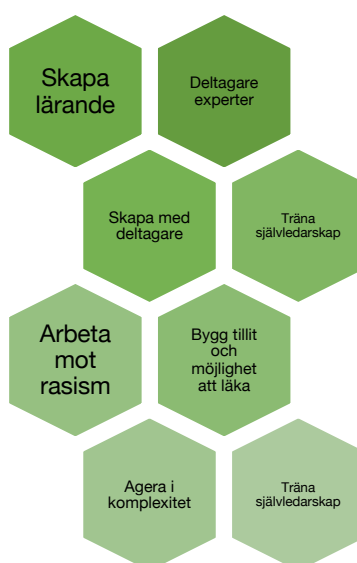 Skapa
lärande
Deltagare
experter
Skapa med
deltagare
Träna
självledarskap
Arbeta
mot
rasism
Bygg tillit
och
möjlighet
att läka
Agera i
komplexitet
Träna
självledarskap